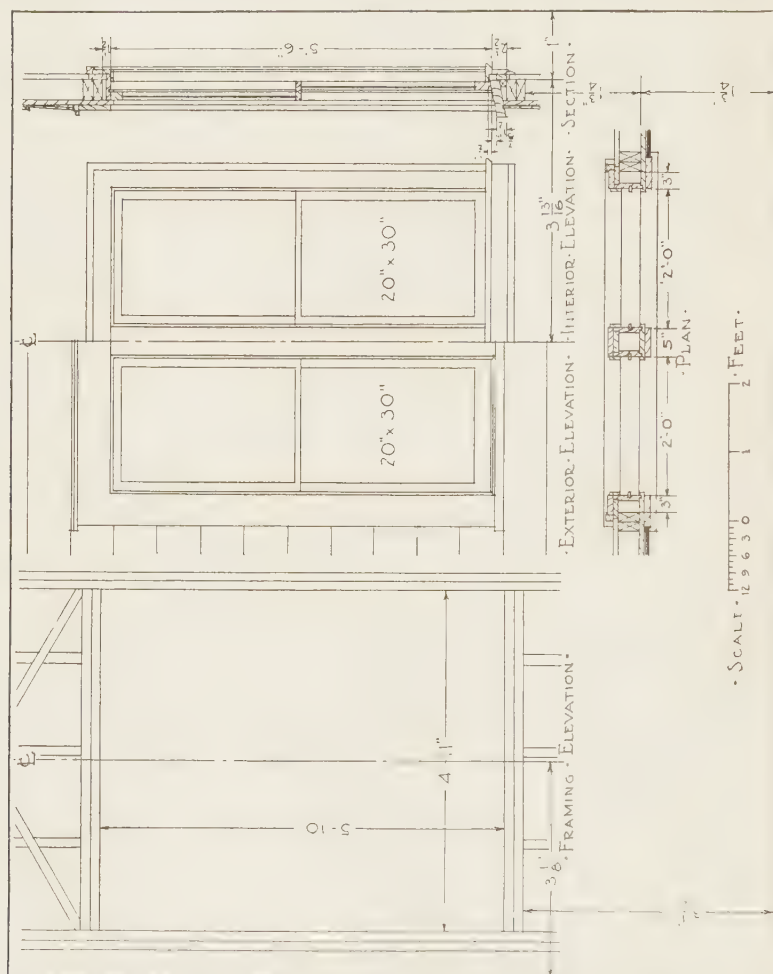 5'-6"
1"
3 13/16
· EXTERIOR · ELEVATION · · INTERIOR · ELEVATION · · SECTION ·
20" x 30"
20" x 30"
℄
3"
2'-0"
5"
2'-0"
3"
· PLAN ·
℄
5-10
3 1/8
· FRAMING · ELEVATION ·
· SCALE · 12 9 6 3 0 1 2 · FEET ·